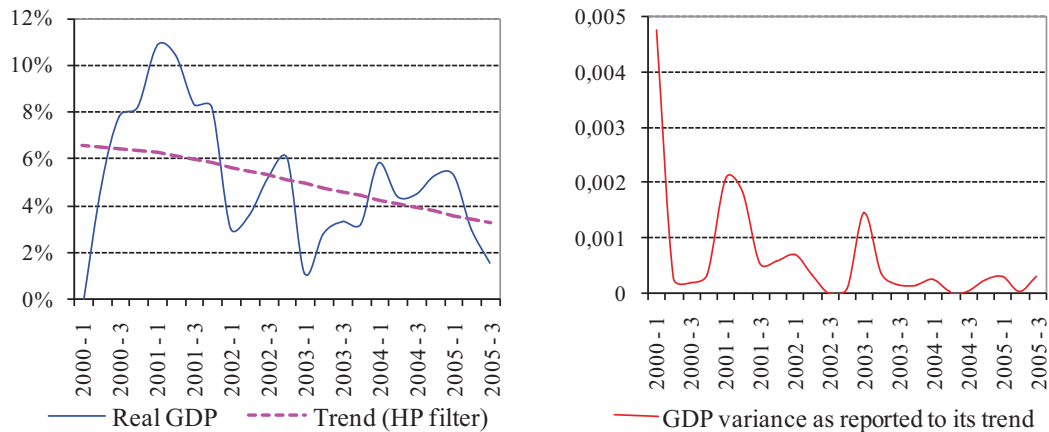 12%
10%
8%
6%
4%
2%
0%
2000 - 1
2000 - 3
2001 - 1
2001 - 3
2002 - 1
2002 - 3
2003 - 1
2003 - 3
2004 - 1
2004 - 3
2005 - 1
2005 - 3
Real GDP
Trend (HP filter)
0,005
0,004
0,003
0,002
0,001
0
2000 - 1
2000 - 3
2001 - 1
2001 - 3
2002 - 1
2002 - 3
2003 - 1
2003 - 3
2004 - 1
2004 - 3
2005 - 1
2005 - 3
GDP variance as reported to its trend